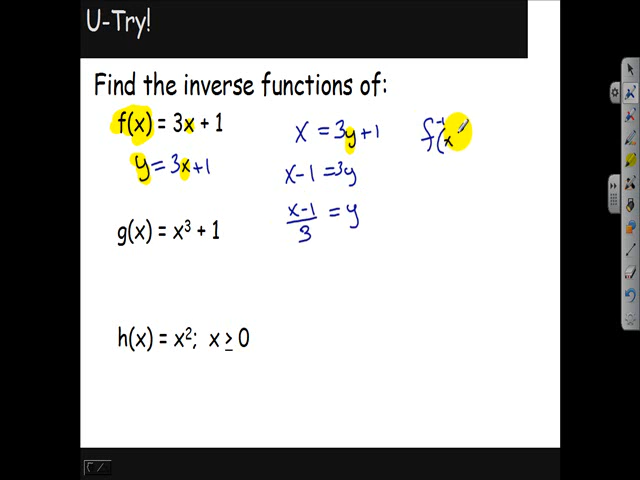 U-Try!
Find the inverse functions of:
f(x) = 3x + 1
y = 3x+1
x = 3y+1
x-1 = 3y
x-1/3 = y
f⁻¹(x
g(x) = x³ + 1
h(x) = x²; x ≥ 0